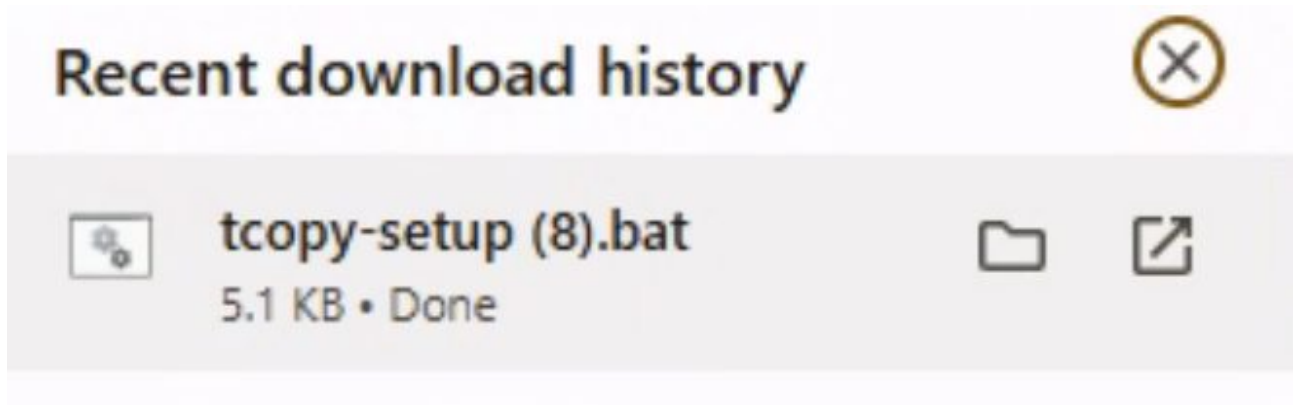 Recent download history
tcopy-setup (8).bat
5.1 KB • Done